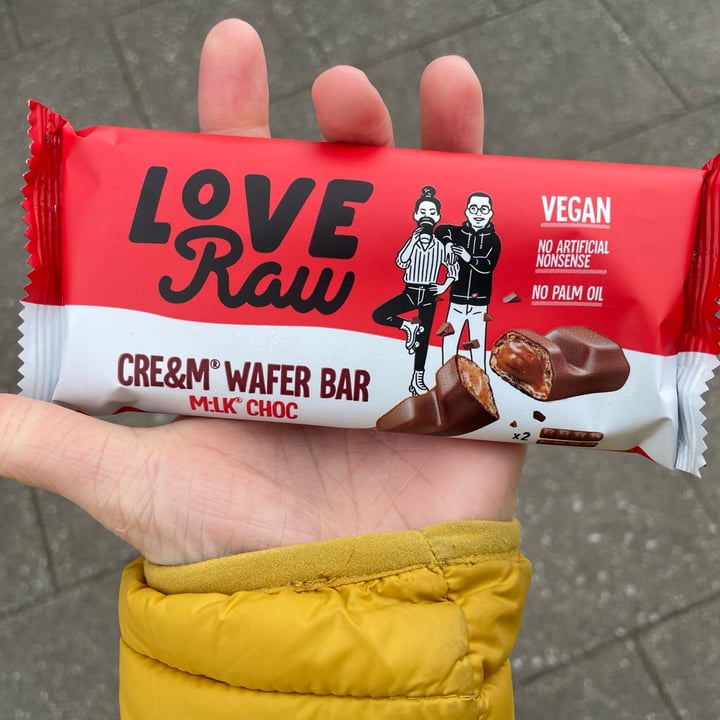 LOVE
Raw
VEGAN
NO ARTIFICIAL
NONSENSE
NO PALM OIL
CRE&M® WAFER BAR
M:LK® CHOC
x2